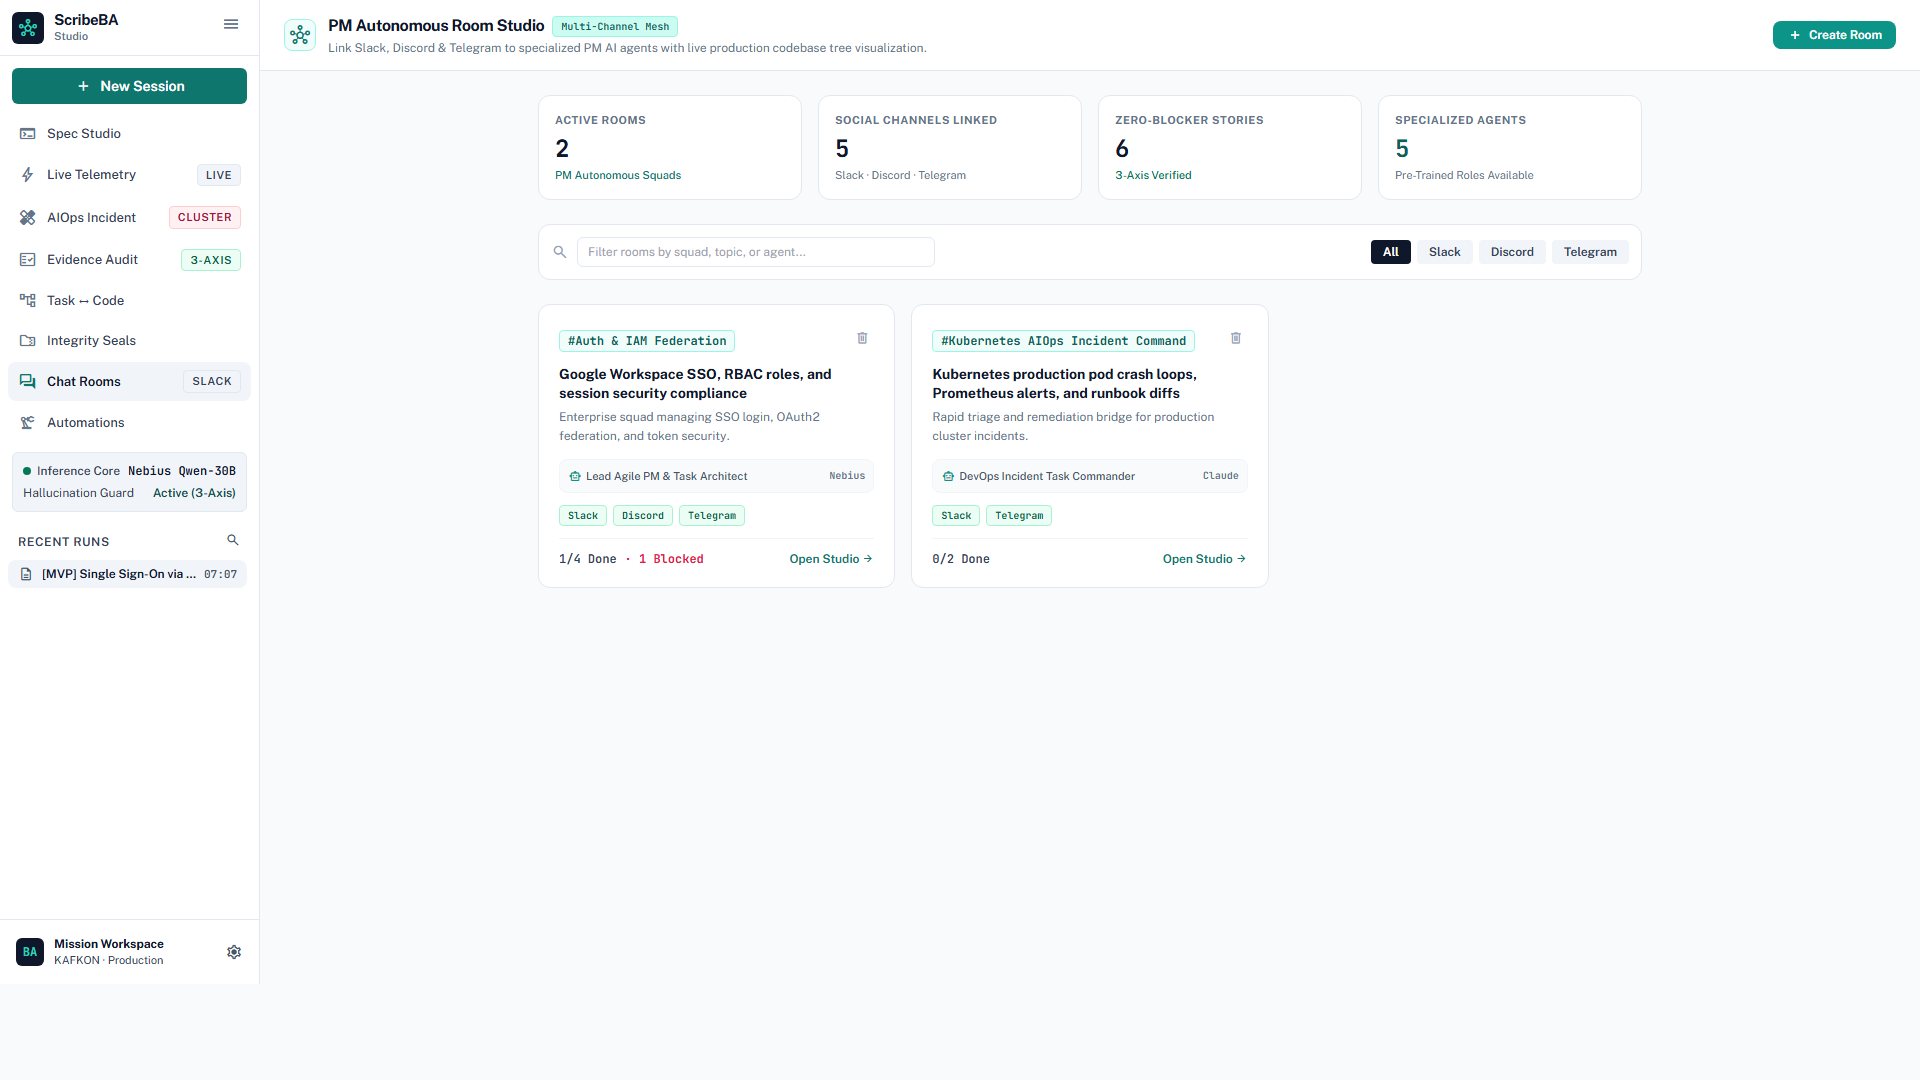 ScribeBA
Studio
New Session
Spec Studio
Live Telemetry LIVE
AIOps Incident CLUSTER
Evidence Audit 3-AXIS
Task ↔ Code
Integrity Seals
Chat Rooms SLACK
Automations
Inference Core Nebius Qwen-30B
Hallucination Guard Active (3-Axis)
RECENT RUNS
[MVP] Single Sign-On via ... 07:07
BA
Mission Workspace
KAFKON · Production
PM Autonomous Room Studio Multi-Channel Mesh
Link Slack, Discord & Telegram to specialized PM AI agents with live production codebase tree visualization.
Create Room
ACTIVE ROOMS
2
PM Autonomous Squads
SOCIAL CHANNELS LINKED
5
Slack · Discord · Telegram
ZERO-BLOCKER STORIES
6
3-Axis Verified
SPECIALIZED AGENTS
5
Pre-Trained Roles Available
Filter rooms by squad, topic, or agent...
All Slack Discord Telegram
#Auth & IAM Federation
Google Workspace SSO, RBAC roles, and
session security compliance
Enterprise squad managing SSO login, OAuth2
federation, and token security.
Lead Agile PM & Task Architect Nebius
Slack Discord Telegram
1/4 Done · 1 Blocked Open Studio →
#Kubernetes AIOps Incident Command
Kubernetes production pod crash loops,
Prometheus alerts, and runbook diffs
Rapid triage and remediation bridge for production
cluster incidents.
DevOps Incident Task Commander Claude
Slack Telegram
0/2 Done Open Studio →